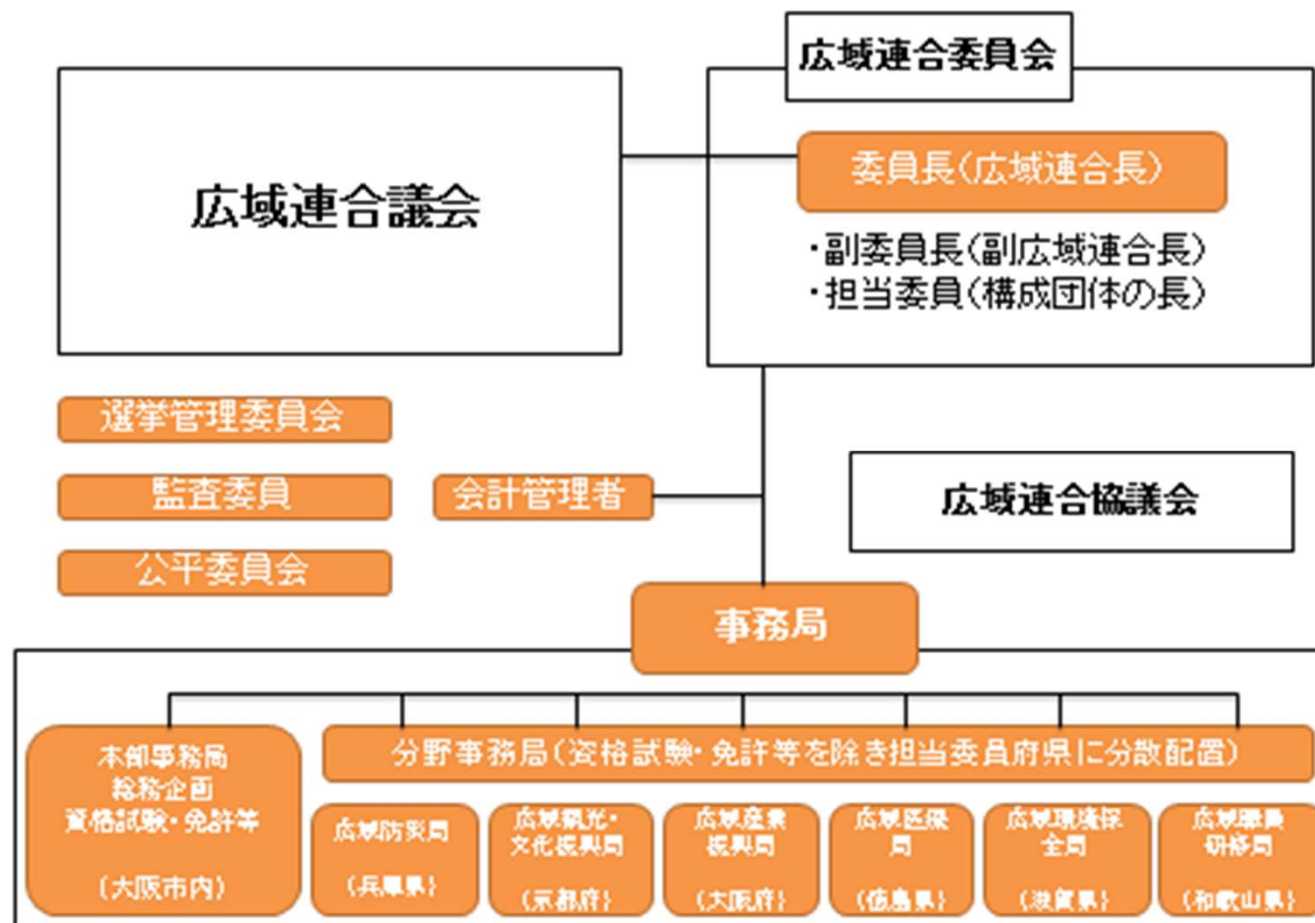 広域連合委員会
広域連合議会
委員長(広域連合長)
・副委員長(副広域連合長)
・担当委員(構成団体の長)
選挙管理委員会
監査委員
公平委員会
会計管理者
広域連合協議会
事務局
本部事務局
総務企画
資格試験・免許等
(大阪市内)
分野事務局(資格試験・免許等を除き担当委員府県に分散配置)
広域防災局
(兵庫県)
広域観光・
文化振興局
(京都府)
広域産業
振興局
(大阪府)
広域医療
局
(徳島県)
広域環境保
全局
(滋賀県)
広域職員
研修局
(和歌山県)